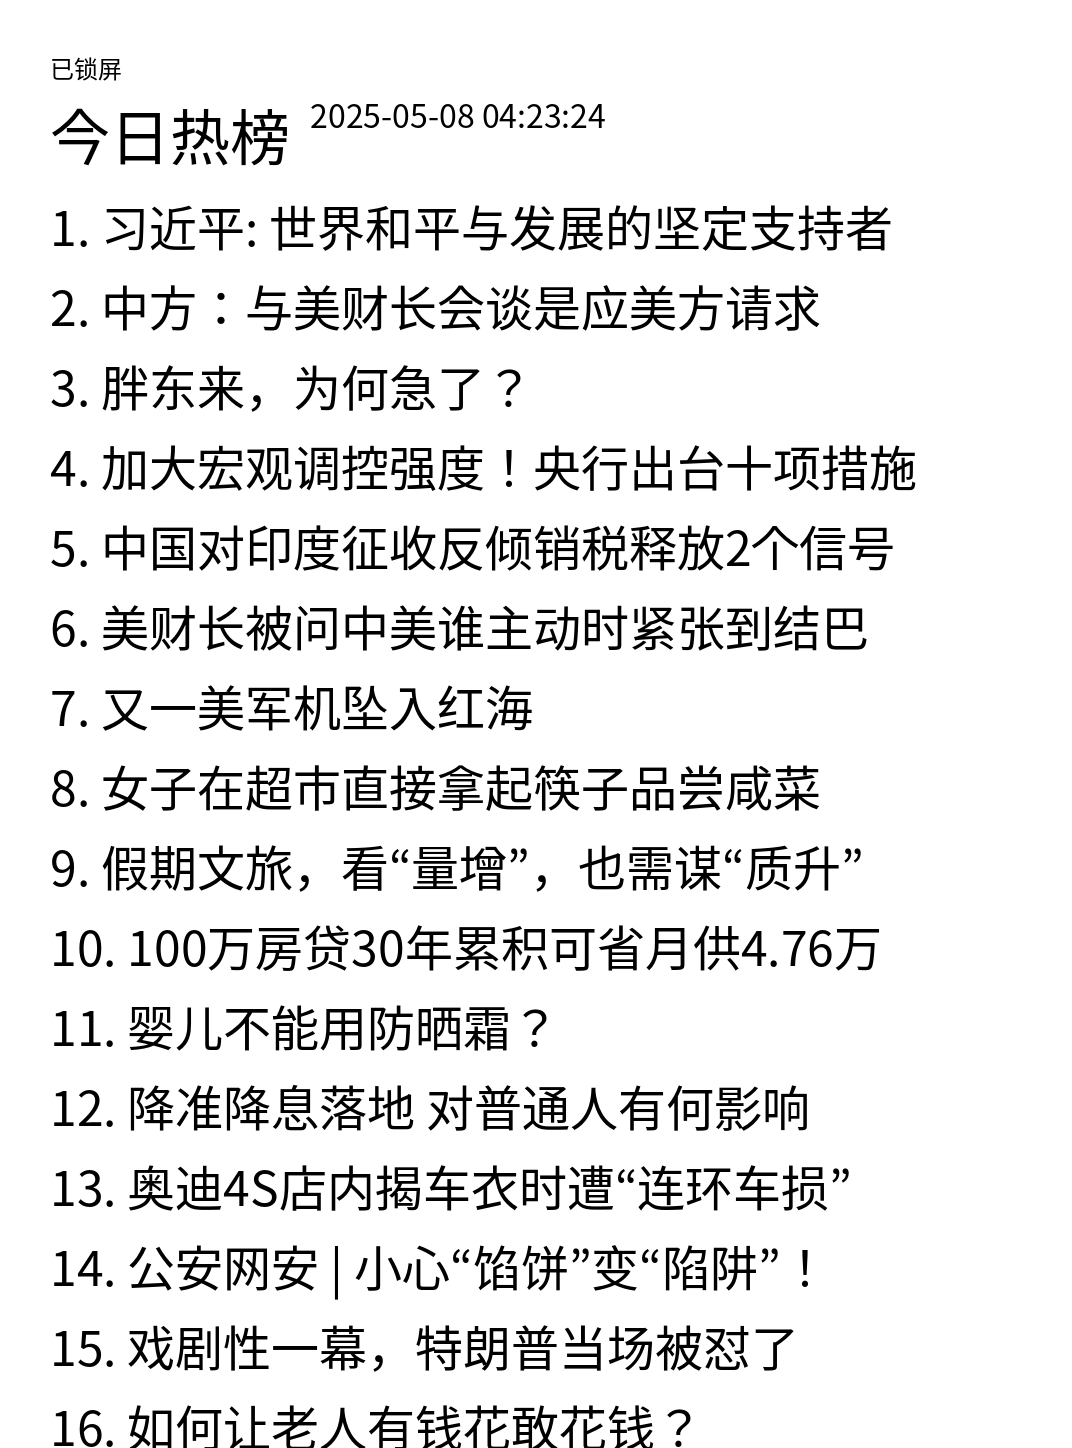 已锁屏
今日热榜 2025-05-08 04:23:24
1. 习近平: 世界和平与发展的坚定支持者
2. 中方：与美财长会谈是应美方请求
3. 胖东来，为何急了？
4. 加大宏观调控强度！央行出台十项措施
5. 中国对印度征收反倾销税释放2个信号
6. 美财长被问中美谁主动时紧张到结巴
7. 又一美军机坠入红海
8. 女子在超市直接拿起筷子品尝咸菜
9. 假期文旅，看“量增”，也需谋“质升”
10. 100万房贷30年累积可省月供4.76万
11. 婴儿不能用防晒霜？
12. 降准降息落地 对普通人有何影响
13. 奥迪4S店内揭车衣时遭“连环车损”
14. 公安网安 | 小心“馅饼”变“陷阱”！
15. 戏剧性一幕，特朗普当场被怼了
16. 如何让老人有钱花敢花钱？